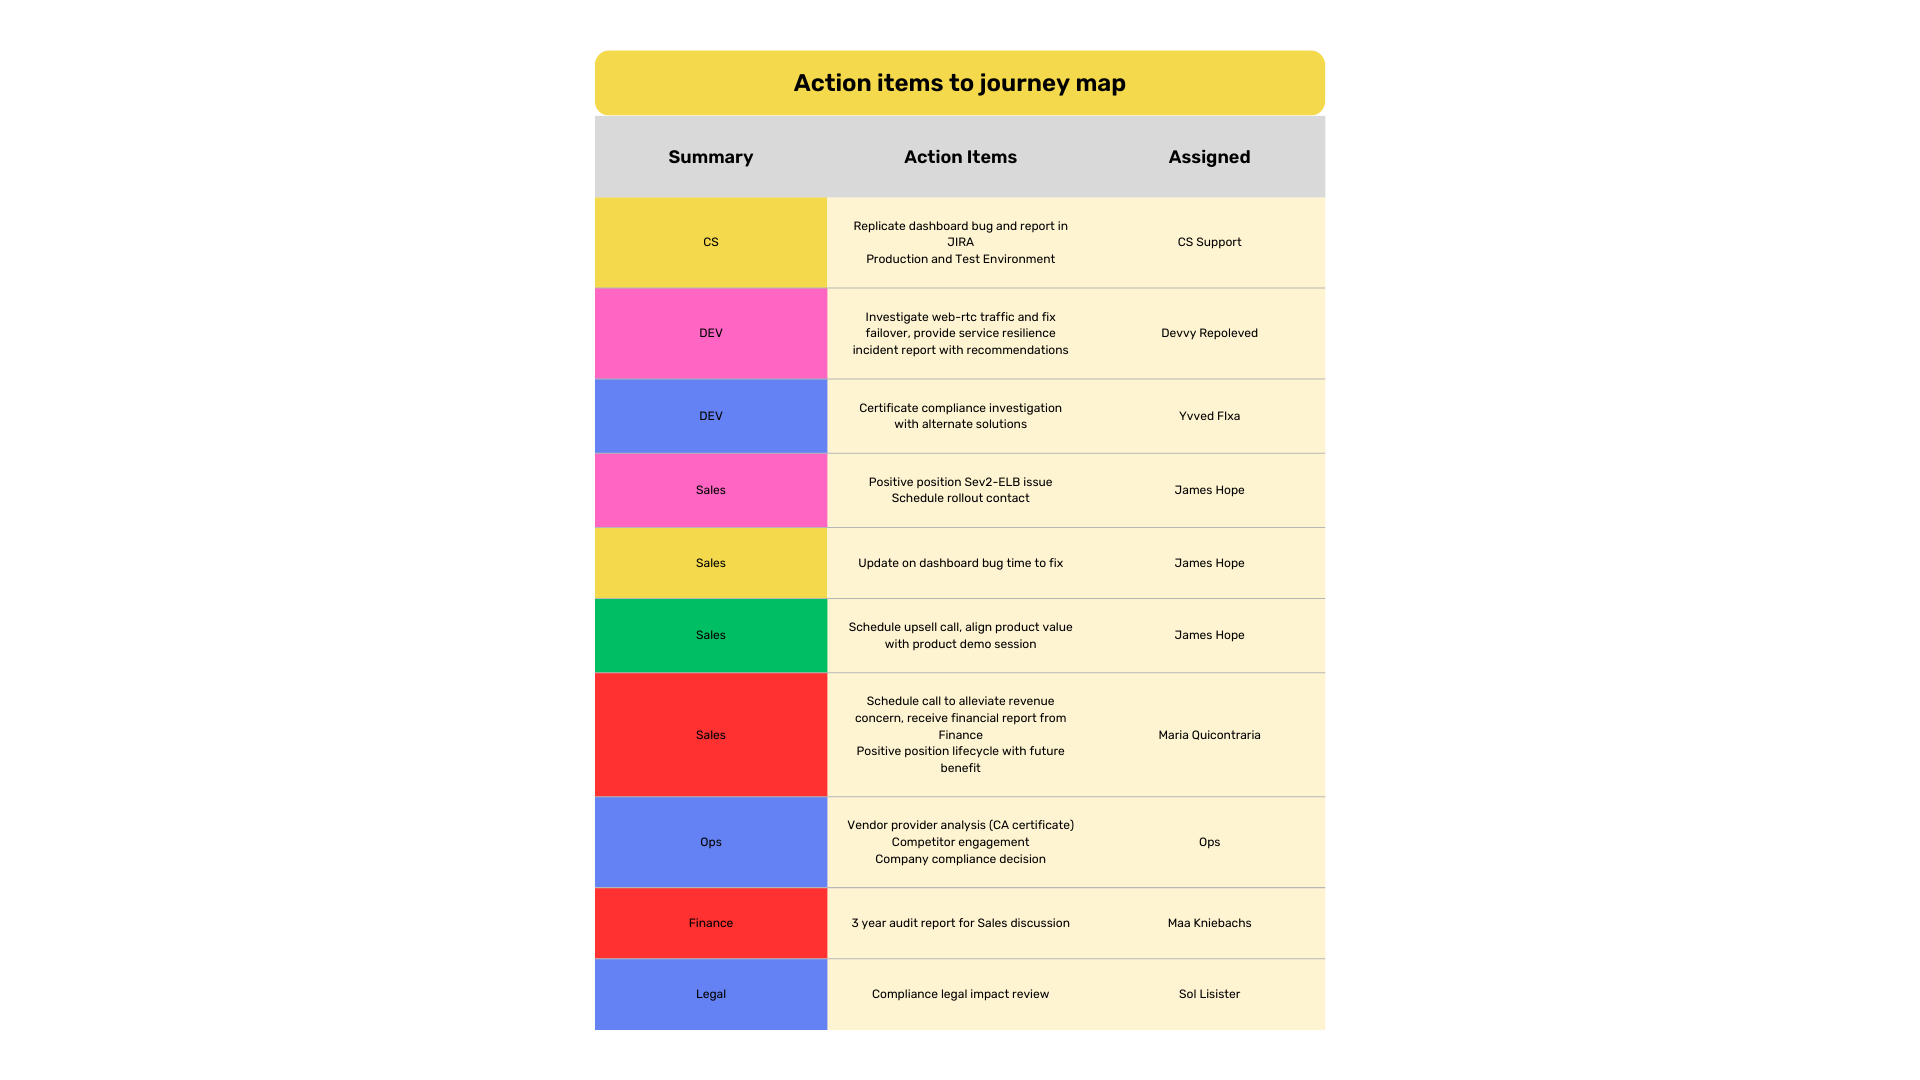 Action items to journey map
Summary
Action Items
Assigned
CS
Replicate dashboard bug and report in
JIRA
Production and Test Environment
CS Support
DEV
Investigate web-rtc traffic and fix
failover, provide service resilience
incident report with recommendations
Devvy Repoleved
DEV
Certificate compliance investigation
with alternate solutions
Yvved FIxa
Sales
Positive position Sev2-ELB issue
Schedule rollout contact
James Hope
Sales
Update on dashboard bug time to fix
James Hope
Sales
Schedule upsell call, align product value
with product demo session
James Hope
Sales
Schedule call to alleviate revenue
concern, receive financial report from
Finance
Positive position lifecycle with future
benefit
Maria Quicontraria
Ops
Vendor provider analysis (CA certificate)
Competitor engagement
Company compliance decision
Ops
Finance
3 year audit report for Sales discussion
Maa Kniebachs
Legal
Compliance legal impact review
Sol Lisister